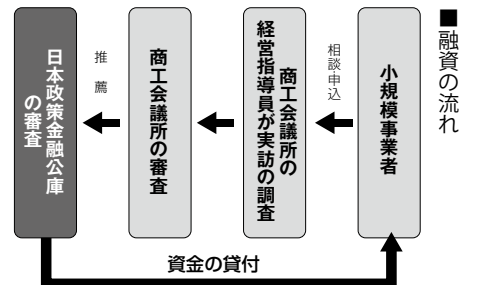 ■融資の流れ
小規模事業者
相談申込
商工会議所の
経営指導員が実訪の調査
商工会議所の審査
推薦
日本政策金融公庫
の審査
資金の貸付